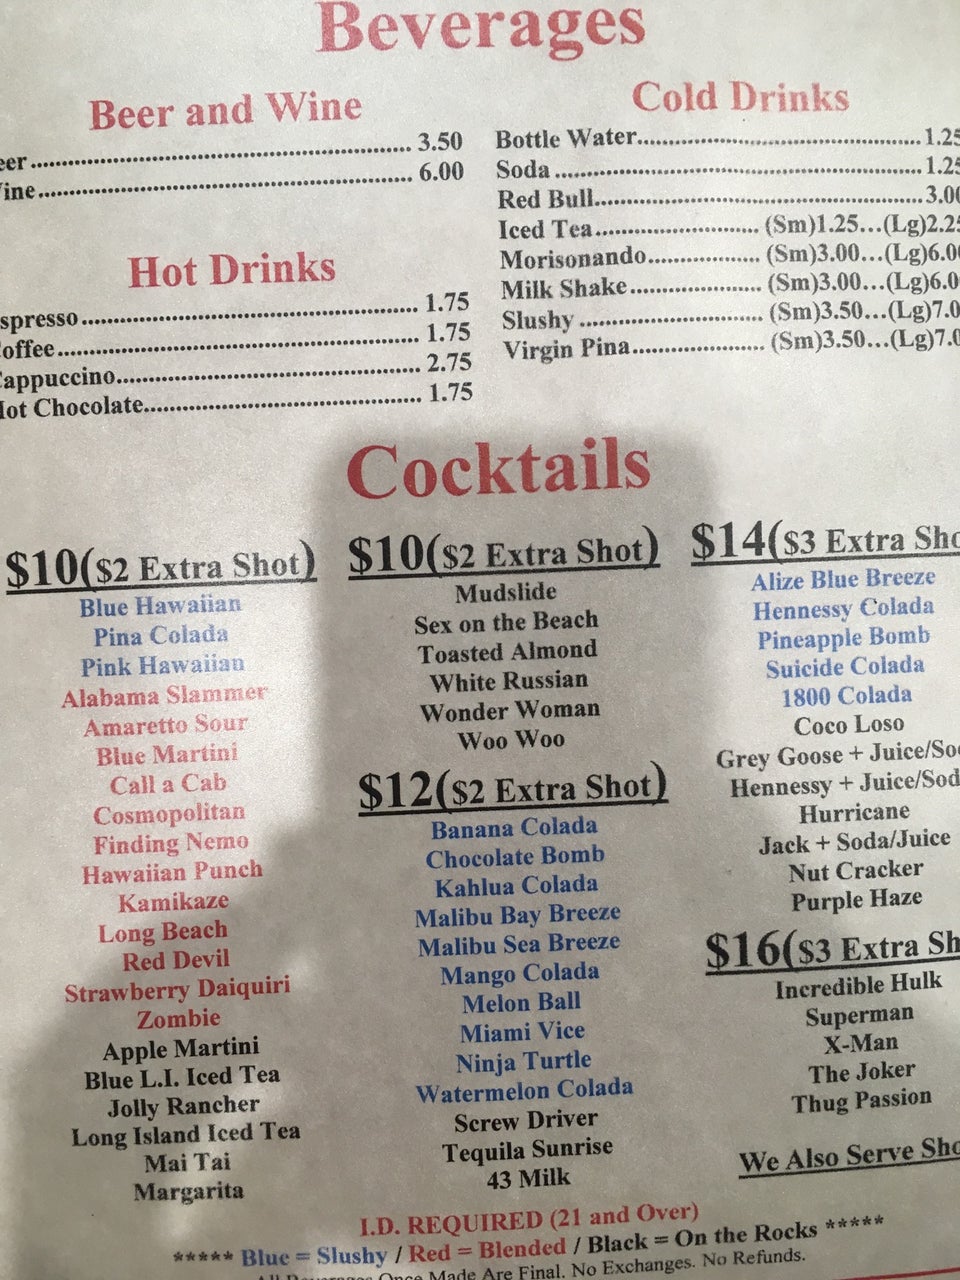 Beverages
Beer and Wine
eer 3.50
ine 6.00
Hot Drinks
spresso 1.75
offee 1.75
appuccino 2.75
Hot Chocolate 1.75
Cold Drinks
Bottle Water 1.25
Soda 1.25
Red Bull 3.00
Iced Tea (Sm)1.25...(Lg)2.25
Morisonando (Sm)3.00...(Lg)6.0
Milk Shake (Sm)3.00...(Lg)6.0
Slushy (Sm)3.50...(Lg)7.0
Virgin Pina (Sm)3.50...(Lg)7.0
Cocktails
$10($2 Extra Shot)
Blue Hawaiian
Pina Colada
Pink Hawaiian
Alabama Slammer
Amaretto Sour
Blue Martini
Call a Cab
Cosmopolitan
Finding Nemo
Hawaiian Punch
Kamikaze
Long Beach
Red Devil
Strawberry Daiquiri
Zombie
Apple Martini
Blue L.I. Iced Tea
Jolly Rancher
Long Island Iced Tea
Mai Tai
Margarita
$10($2 Extra Shot)
Mudslide
Sex on the Beach
Toasted Almond
White Russian
Wonder Woman
Woo Woo
$12($2 Extra Shot)
Banana Colada
Chocolate Bomb
Kahlua Colada
Malibu Bay Breeze
Malibu Sea Breeze
Mango Colada
Melon Ball
Miami Vice
Ninja Turtle
Watermelon Colada
Screw Driver
Tequila Sunrise
43 Milk
$14($3 Extra Sho
Alize Blue Breeze
Hennessy Colada
Pineapple Bomb
Suicide Colada
1800 Colada
Coco Loso
Grey Goose + Juice/So
Hennessy + Juice/Sod
Hurricane
Jack + Soda/Juice
Nut Cracker
Purple Haze
$16($3 Extra Sh
Incredible Hulk
Superman
X-Man
The Joker
Thug Passion
We Also Serve Sho
I.D. REQUIRED (21 and Over)
***** Blue = Slushy / Red = Blended / Black = On the Rocks *****
All Beverages Once Made Are Final. No Exchanges. No Refunds.